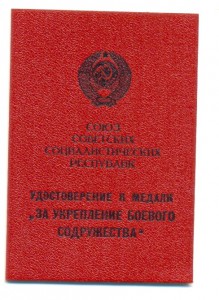 СОЮЗ
СОВЕТСКИХ
СОЦИАЛИСТИЧЕСКИХ
РЕСПУБЛИК
УДОСТОВЕРЕНИЕ К МЕДАЛИ
„ЗА УКРЕПЛЕНИЕ БОЕВОГО
СОДРУЖЕСТВА“